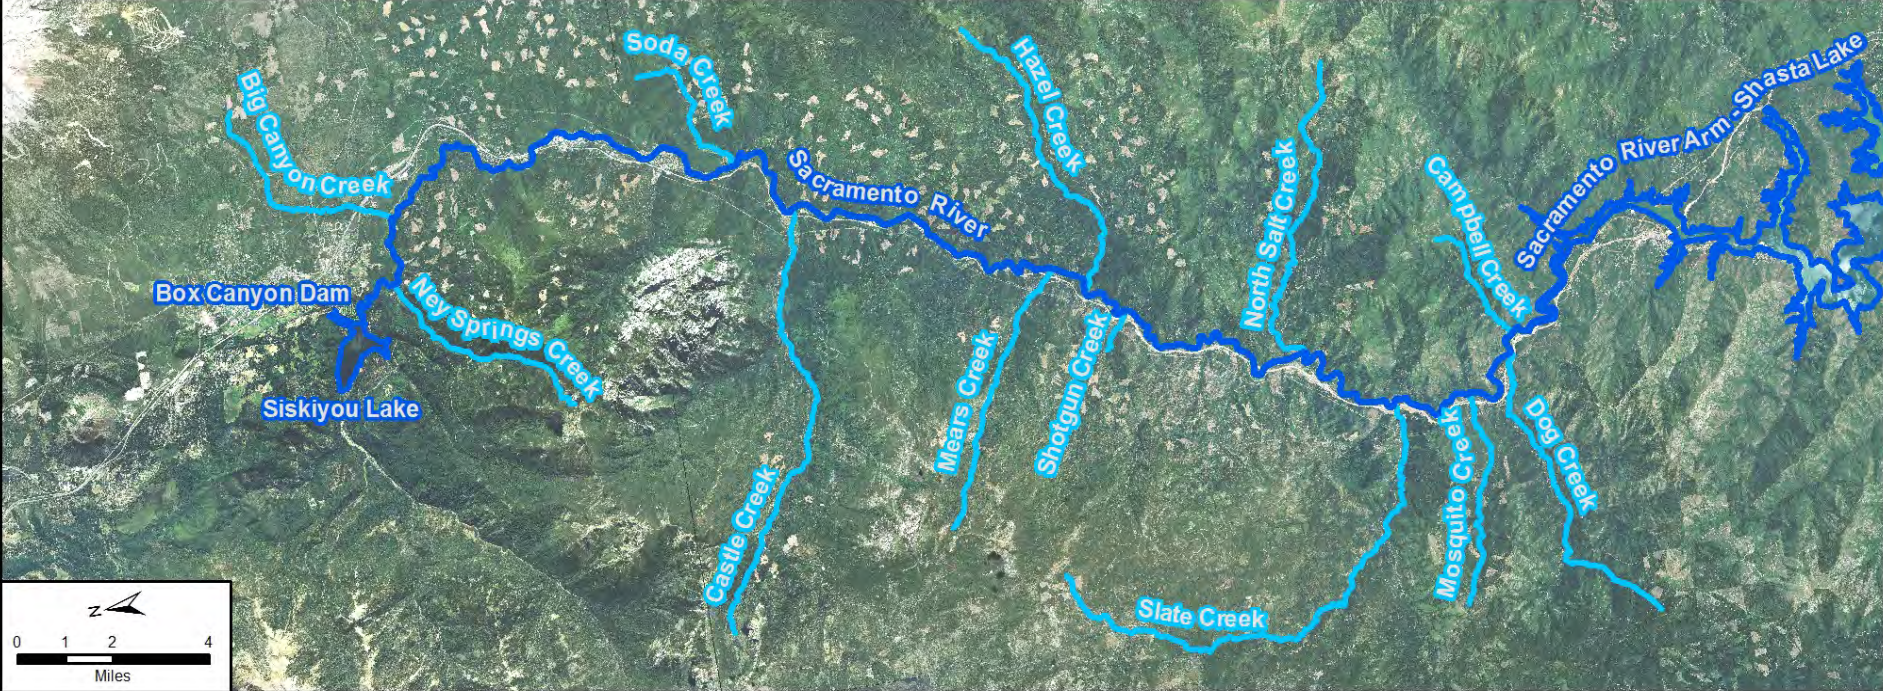 Soda Creek
Hazel Creek
Sacramento River Arm - Shasta Lake
Big Canyon Creek
Sacramento River
North Salt Creek
Campbell Creek
Box Canyon Dam
Ney Springs Creek
Siskiyou Lake
Mears Creek
Shotgun Creek
Castle Creek
Mosquito Creek
Dog Creek
Slate Creek
N
0 1 2 4
Miles